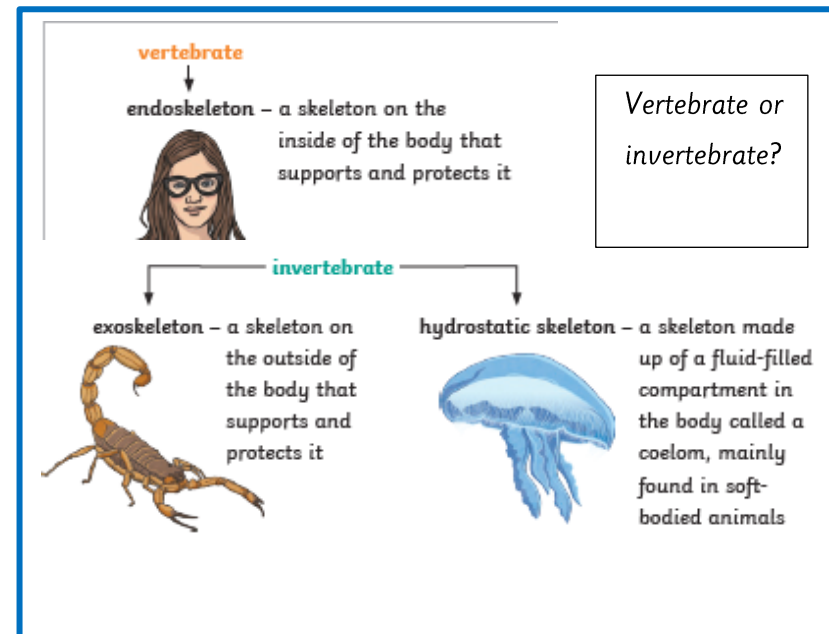 vertebrate
endoskeleton – a skeleton on the
inside of the body that
supports and protects it
Vertebrate or
invertebrate?
invertebrate
exoskeleton – a skeleton on
the outside of
the body that
supports and
protects it
hydrostatic skeleton – a skeleton made
up of a fluid-filled
compartment in
the body called a
coelom, mainly
found in soft-
bodied animals